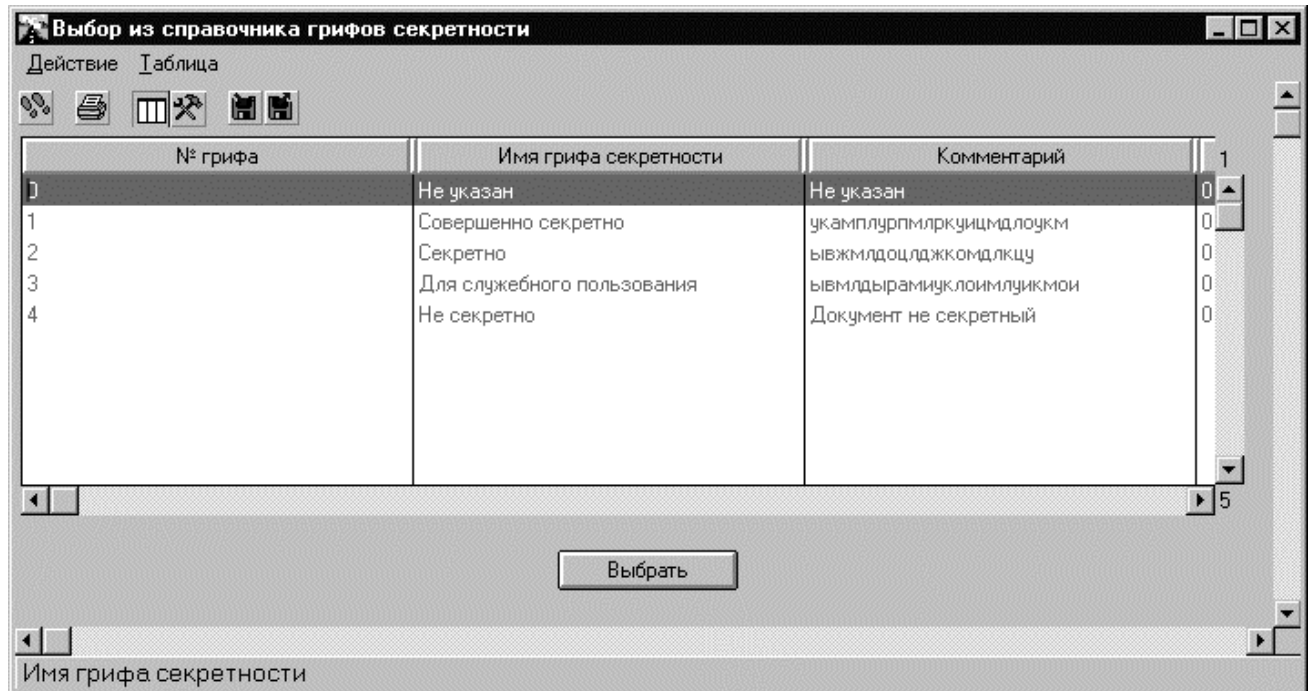 Выбор из справочника грифов секретности
Действие Таблица
№ грифа Имя грифа секретности Комментарий 1
0 Не указан Не указан 0
1 Совершенно секретно укамплурпмлркуицмдлоукм 0
2 Секретно ывжмлдоцлджкомдлкцу 0
3 Для служебного пользования ывмлдырамиуклоимлуикмои 0
4 Не секретно Документ не секретный 0
5
Выбрать
Имя грифа секретности